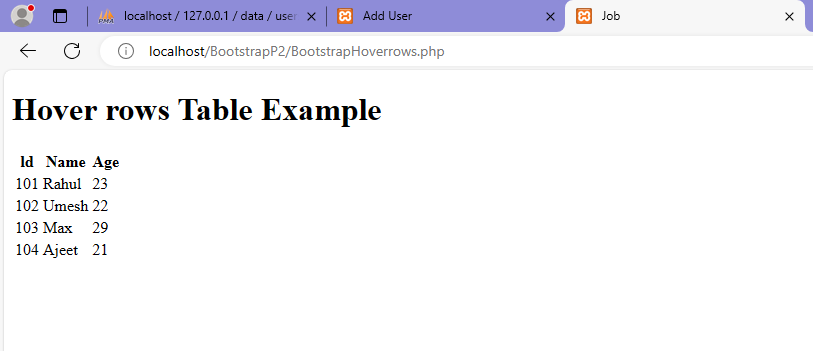 localhost / 127.0.0.1 / data / user
Add User
Job
localhost/BootstrapP2/BootstrapHoverrows.php
Hover rows Table Example
Id Name Age
101 Rahul 23
102 Umesh 22
103 Max 29
104 Ajeet 21